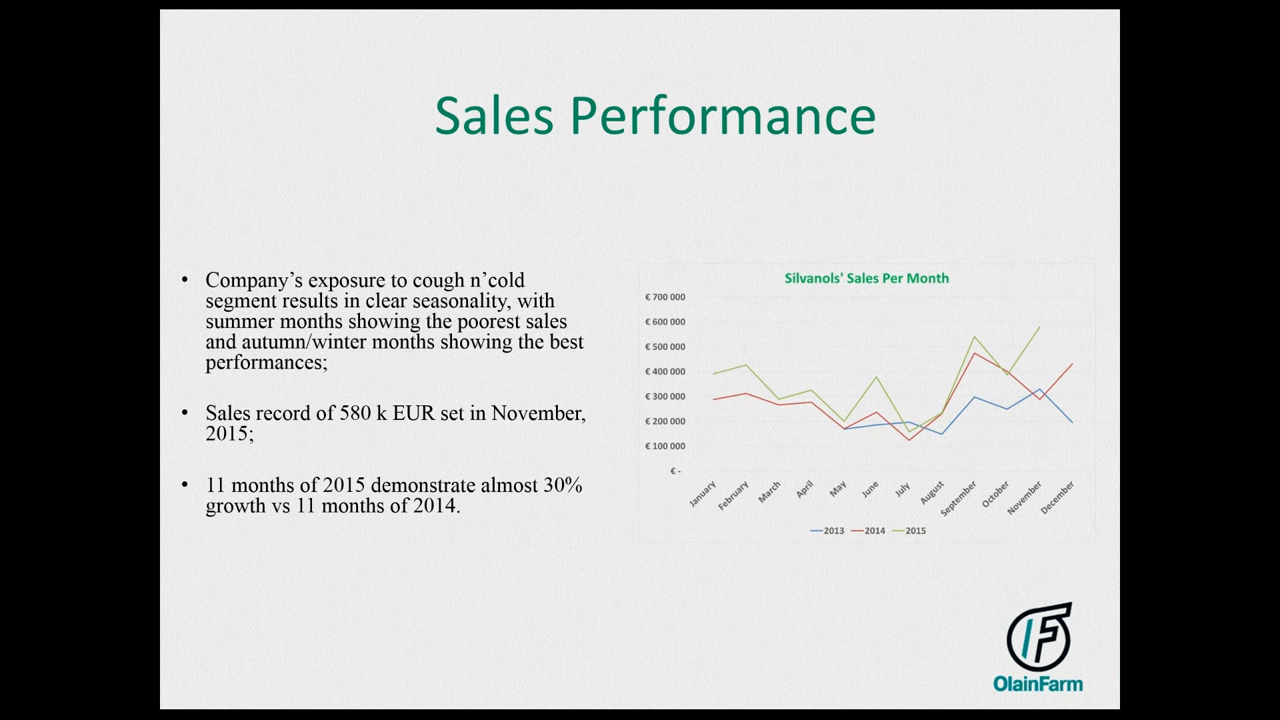 Sales Performance
• Company’s exposure to cough n’cold
segment results in clear seasonality, with
summer months showing the poorest sales
and autumn/winter months showing the best
performances;
• Sales record of 580 k EUR set in November,
2015;
• 11 months of 2015 demonstrate almost 30%
growth vs 11 months of 2014.
Silvanols' Sales Per Month
€ 700 000
€ 600 000
€ 500 000
€ 400 000
€ 300 000
€ 200 000
€ 100 000
€ -
January
February
March
April
May
June
July
August
September
October
November
December
2013 2014 2015
OlainFarm